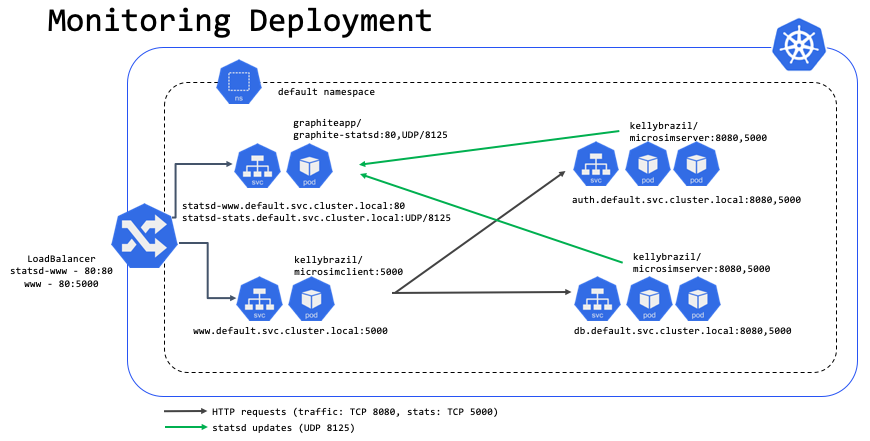 Monitoring Deployment
ns
default namespace
graphiteapp/
graphite-statsd:80,UDP/8125
svc
pod
statsd-www.default.svc.cluster.local:80
statsd-stats.default.svc.cluster.local:UDP/8125
kellybrazil/
microsimserver:8080,5000
svc
pod
pod
auth.default.svc.cluster.local:8080,5000
LoadBalancer
statsd-www - 80:80
www - 80:5000
kellybrazil/
microsimclient:5000
svc
pod
www.default.svc.cluster.local:5000
kellybrazil/
microsimserver:8080,5000
svc
pod
pod
db.default.svc.cluster.local:8080,5000
HTTP requests (traffic: TCP 8080, stats: TCP 5000)
statsd updates (UDP 8125)